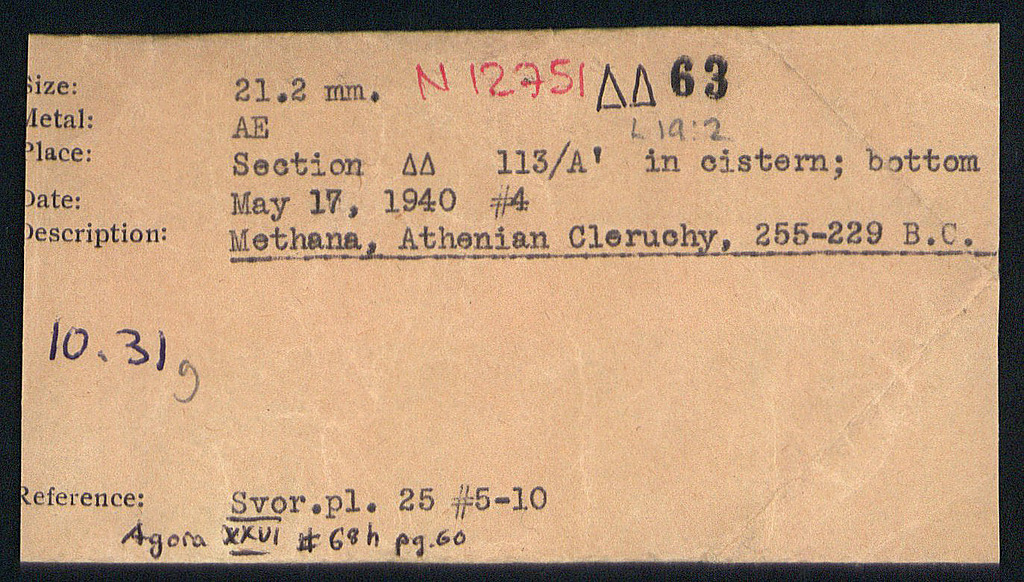 Size: 21.2 mm. N 12751 ΔΔ 63
Metal: AE L 19:2
Place: Section ΔΔ 113/A' in cistern; bottom
Date: May 17, 1940 #4
Description: Methana, Athenian Cleruchy, 255-229 B.C.
10.31g
Reference: Svor.pl. 25 #5-10
Agora XXVI # 68h pg.60